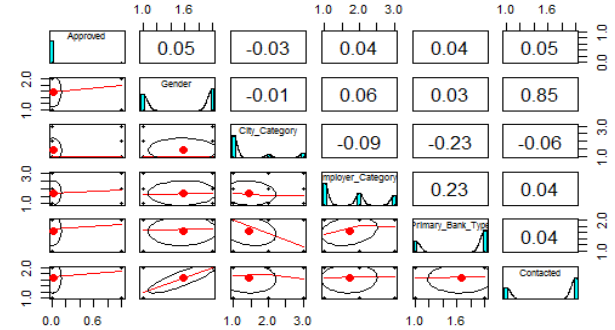 1.0 1.6 1.0 2.0 3.0 1.0 1.6
Approved 0.05 -0.03 0.04 0.04 0.05 0.0 1.0
1.0 2.0 Gender -0.01 0.06 0.03 0.85
City_Category -0.09 -0.23 -0.06 1.0 3.0
1.0 3.0 mployer_Category 0.23 0.04
Primary_Bank_Type 0.04 1.0 2.0
1.0 2.0 Contacted
0.0 0.6 1.0 2.0 3.0 1.0 1.6